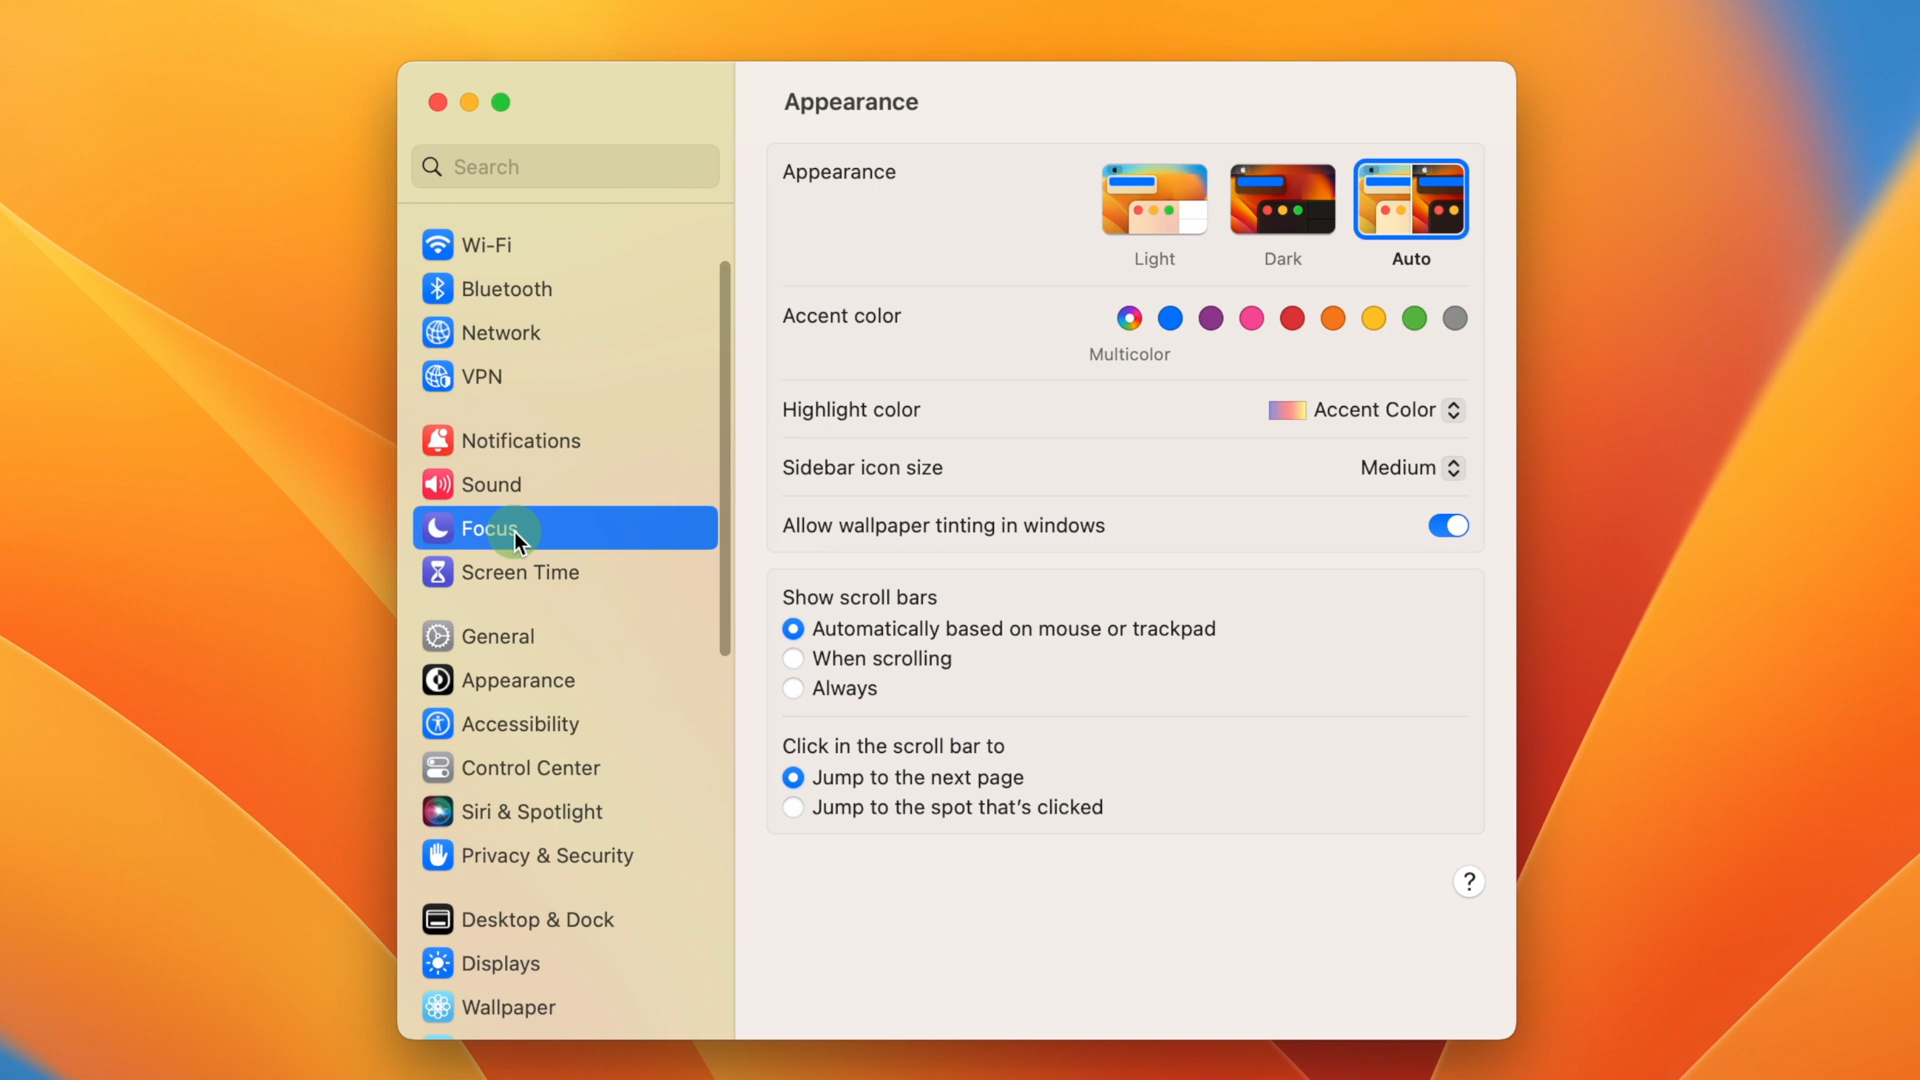 Search
Wi-Fi
Bluetooth
Network
VPN
Notifications
Sound
Focus
Screen Time
General
Appearance
Accessibility
Control Center
Siri & Spotlight
Privacy & Security
Desktop & Dock
Displays
Wallpaper
Appearance
Appearance
Light Dark Auto
Accent color
Multicolor
Highlight color Accent Color
Sidebar icon size Medium
Allow wallpaper tinting in windows
Show scroll bars
Automatically based on mouse or trackpad
When scrolling
Always
Click in the scroll bar to
Jump to the next page
Jump to the spot that's clicked
?